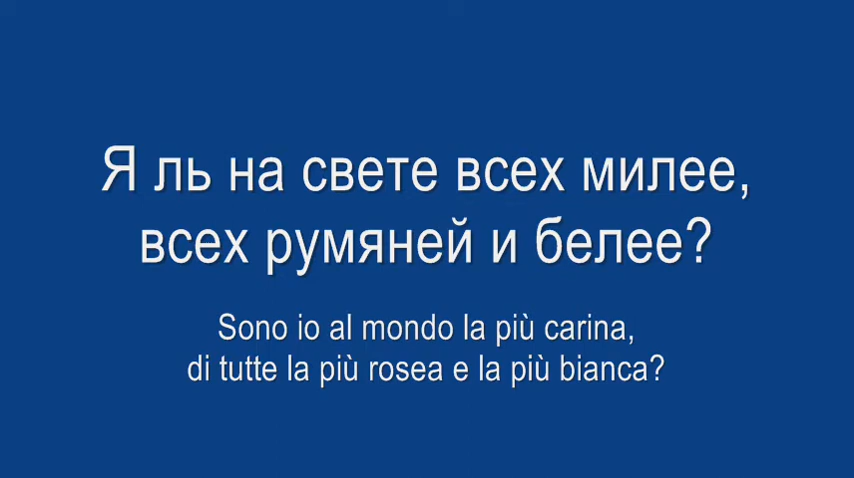 Я ль на свете всех милее,
всех румяней и белее?
Sono io al mondo la più carina,
di tutte la più rosea e la più bianca?